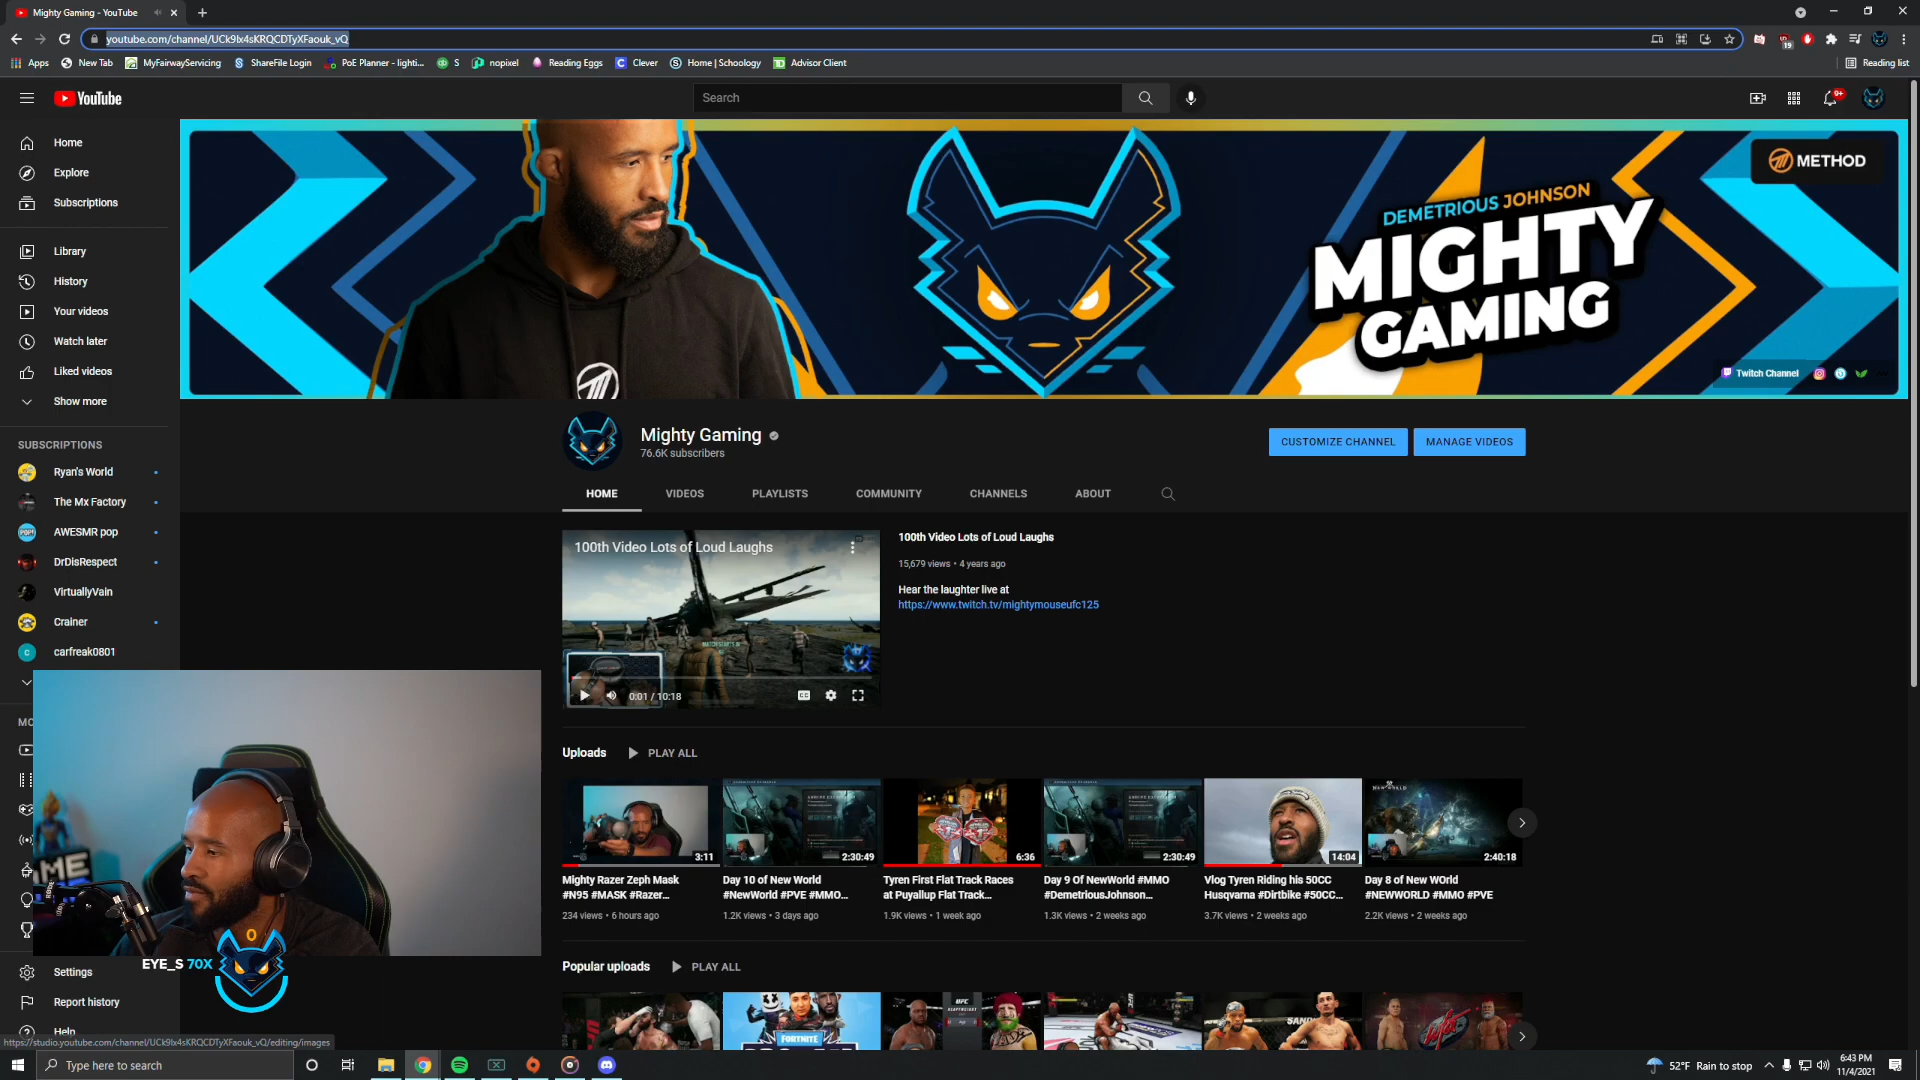 Mighty Gaming - YouTube
youtube.com/channel/UCk9lx4sKRQCDTyXFaouk_vQ
19
Apps
New Tab
MyFairwayServicing
ShareFile Login
PoE Planner - lighti...
S
nopixel
Reading Eggs
Clever
Home | Schoology
Advisor Client
Reading list
YouTube
Search
9+
Home
Explore
Subscriptions
Library
History
Your videos
Watch later
Liked videos
Show more
SUBSCRIPTIONS
Ryan's World
The Mx Factory
AWESMR pop
DrDisRespect
VirtuallyVain
Crainer
carfreak0801
MO
METHOD
DEMETRIOUS JOHNSON
MIGHTY
GAMING
Twitch Channel
Mighty Gaming
76.6K subscribers
CUSTOMIZE CHANNEL
MANAGE VIDEOS
HOME
VIDEOS
PLAYLISTS
COMMUNITY
CHANNELS
ABOUT
100th Video Lots of Loud Laughs
0:01 / 10:18
100th Video Lots of Loud Laughs
15,679 views • 4 years ago
Hear the laughter live at
https://www.twitch.tv/mightymouseufc125
Uploads
PLAY ALL
3:11
Mighty Razer Zeph Mask
#N95 #MASK #Razer...
234 views • 6 hours ago
2:30:49
Day 10 of New World
#NewWorld #PVE #MMO...
1.2K views • 3 days ago
6:36
Tyren First Flat Track Races
at Puyallup Flat Track...
1.9K views • 1 week ago
2:30:49
Day 9 Of NewWorld #MMO
#DemetriousJohnson...
1.3K views • 2 weeks ago
14:04
Vlog Tyren Riding his 50CC
Husqvarna #Dirtbike #50CC...
3.7K views • 2 weeks ago
NEW WORLD
2:40:18
Day 8 of New WOrld
#NEWWORLD #MMO #PVE
2.2K views • 2 weeks ago
Popular uploads
PLAY ALL
FORTNITE
UFC
ME
0
EYE_S 70X
Settings
Report history
Help
https://studio.youtube.com/channel/UCk9lx4sKRQCDTyXFaouk_vQ/editing/images
Type here to search
52°F Rain to stop
6:43 PM
11/4/2021